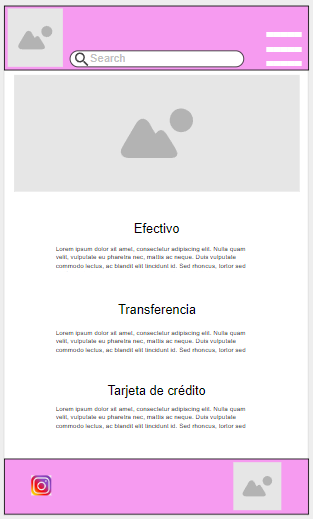 Search
Efectivo
Lorem ipsum dolor sit amet, consectetur adipiscing elit. Nulla quam
velit, vulputate eu pharetra nec, mattis ac neque. Duis vulputate
commodo lectus, ac blandit elit tincidunt id. Sed rhoncus, tortor sed
Transferencia
Lorem ipsum dolor sit amet, consectetur adipiscing elit. Nulla quam
velit, vulputate eu pharetra nec, mattis ac neque. Duis vulputate
commodo lectus, ac blandit elit tincidunt id. Sed rhoncus, tortor sed
Tarjeta de crédito
Lorem ipsum dolor sit amet, consectetur adipiscing elit. Nulla quam
velit, vulputate eu pharetra nec, mattis ac neque. Duis vulputate
commodo lectus, ac blandit elit tincidunt id. Sed rhoncus, tortor sed